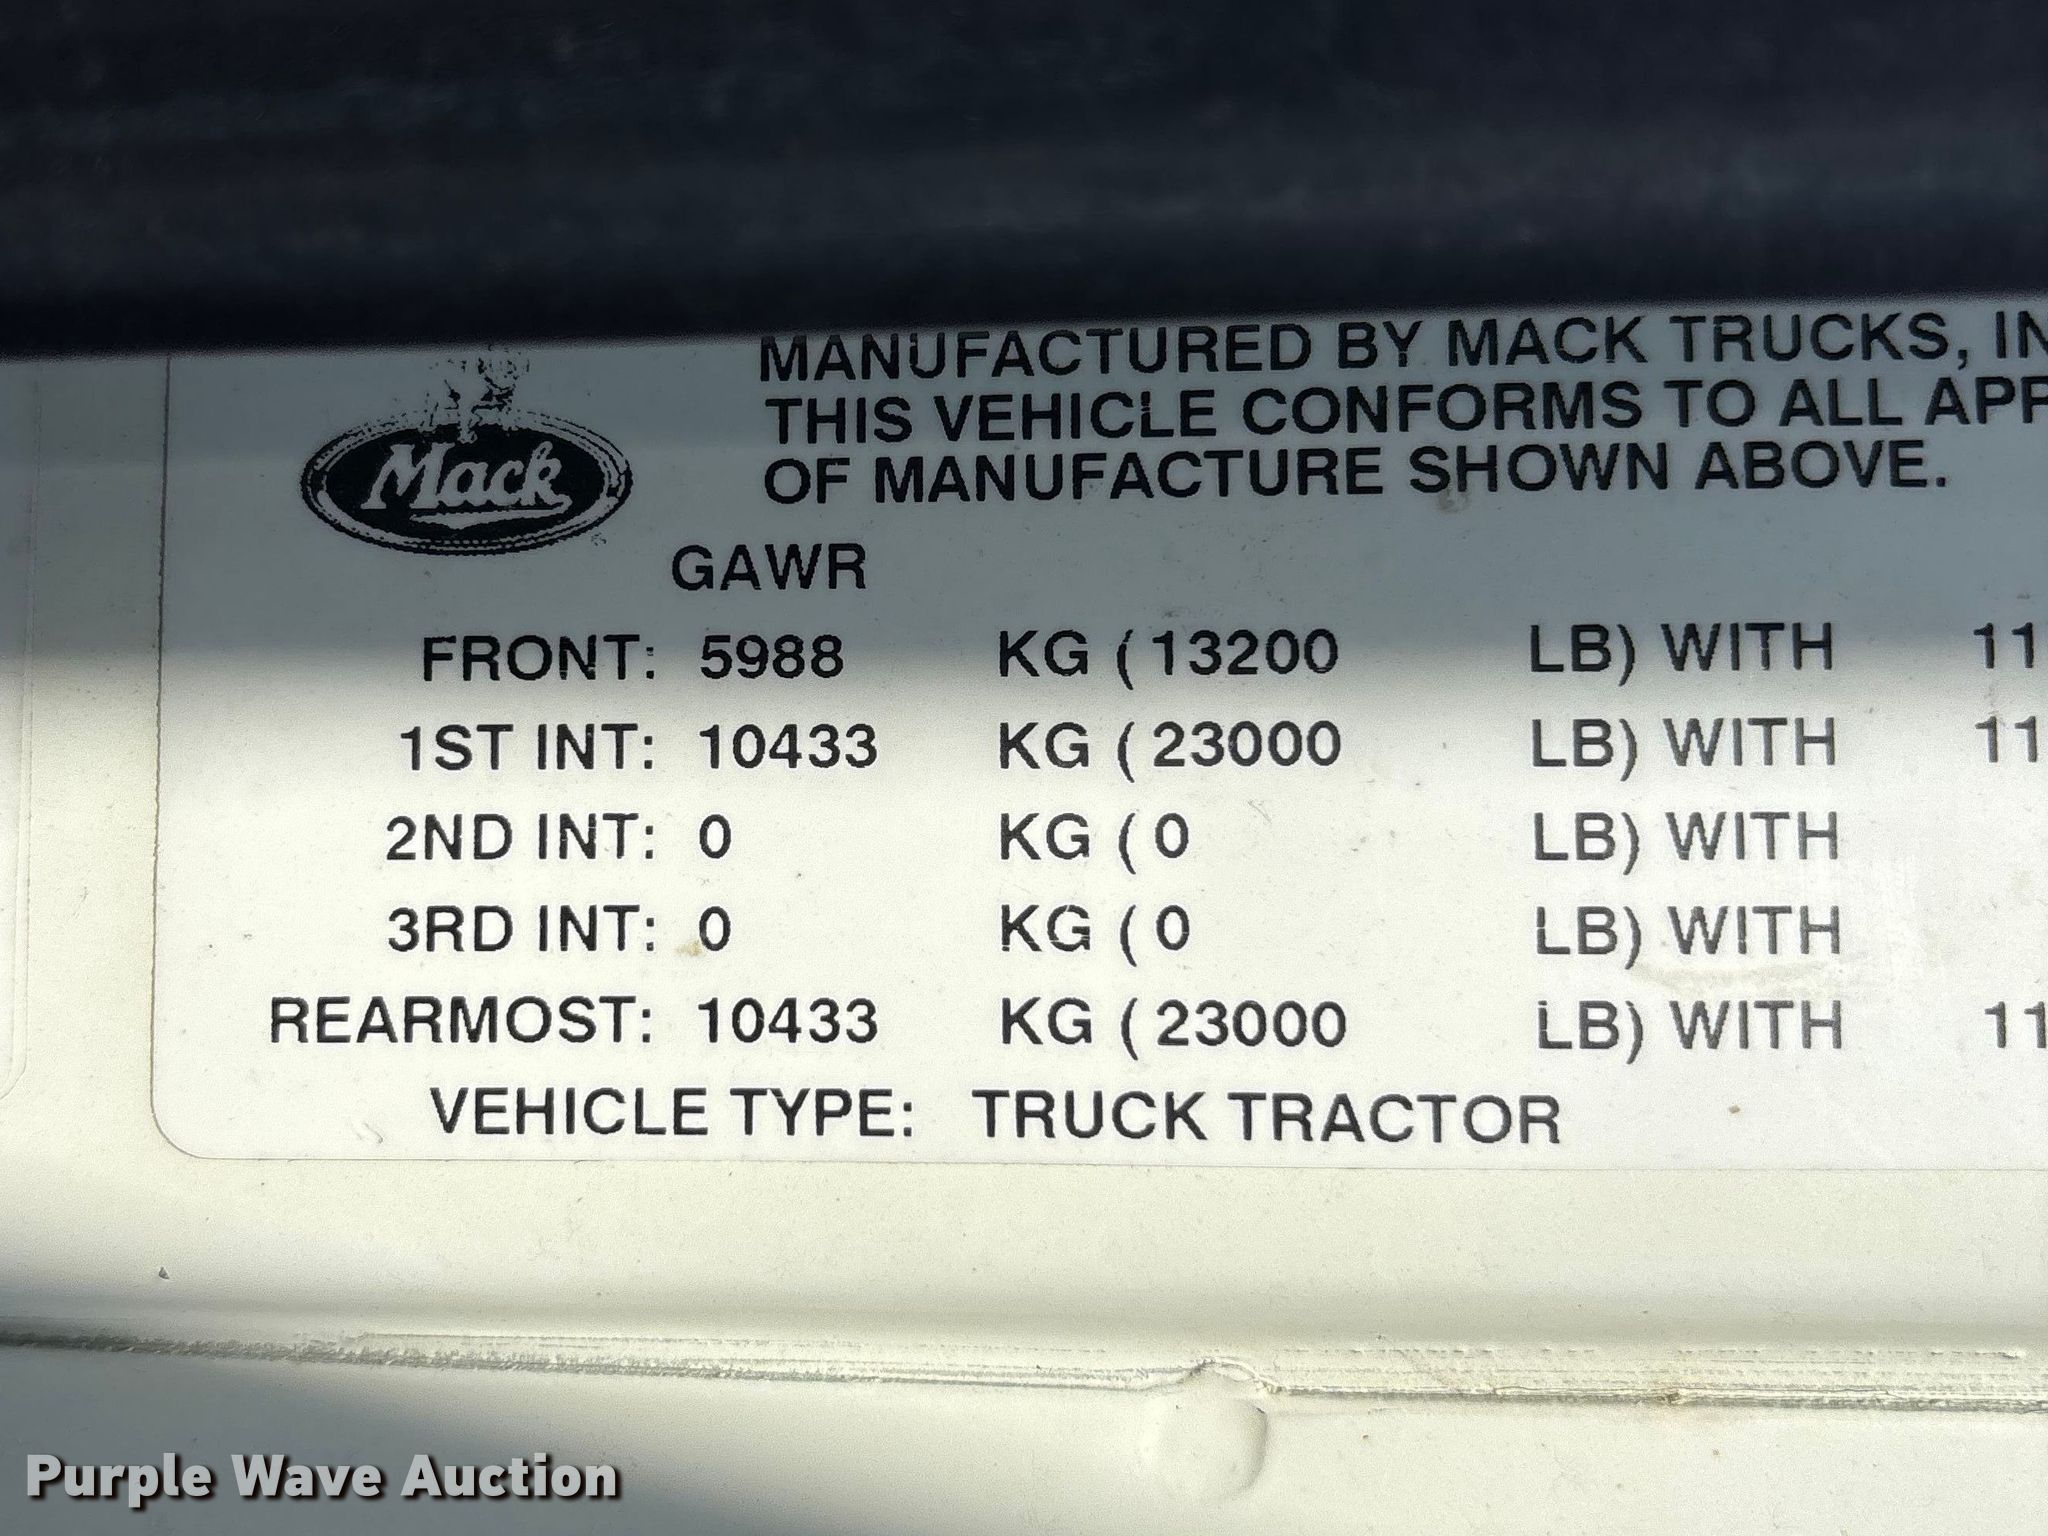 MANUFACTURED BY MACK TRUCKS, IN
THIS VEHICLE CONFORMS TO ALL APP
OF MANUFACTURE SHOWN ABOVE.
Mack
GAWR
FRONT: 5988 KG ( 13200 LB) WITH 11
1ST INT: 10433 KG ( 23000 LB) WITH 11
2ND INT: 0 KG ( 0 LB) WITH
3RD INT: 0 KG ( 0 LB) WITH
REARMOST: 10433 KG ( 23000 LB) WITH 11
VEHICLE TYPE: TRUCK TRACTOR
Purple Wave Auction